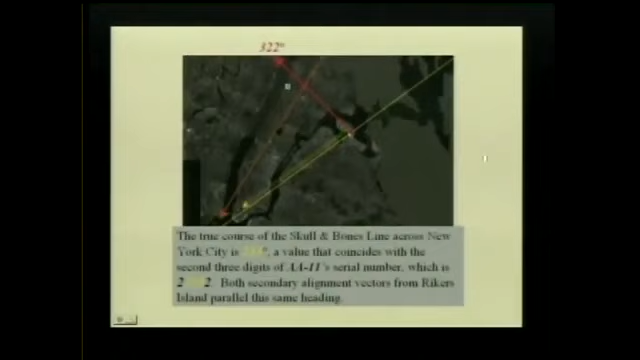 322°
The true course of the Skull & Bones Line across New
York City is , a value that coincides with the
second three digits of AA-11's serial number, which is
2 2. Both secondary alignment vectors from Rikers
Island parallel this same heading.